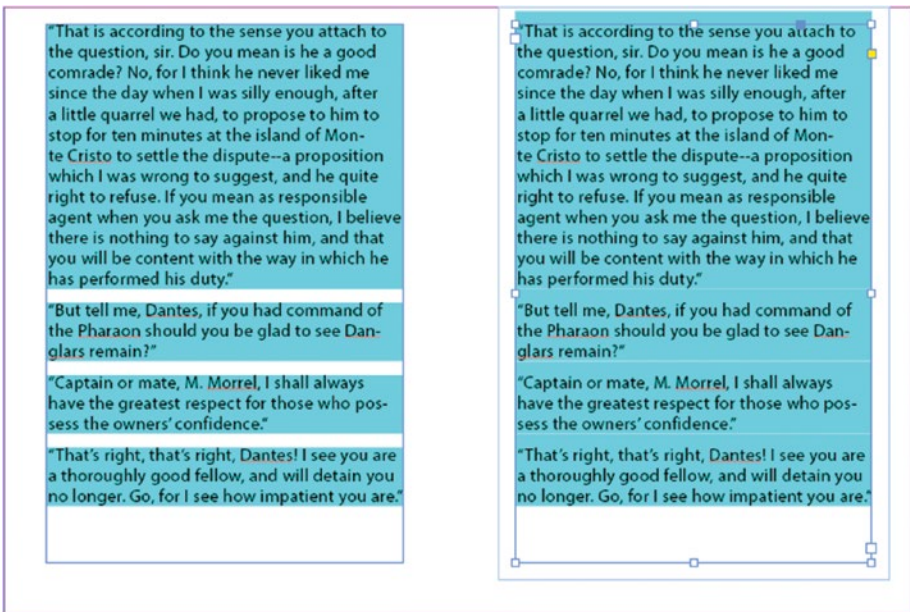 “That is according to the sense you attach to
the question, sir. Do you mean is he a good
comrade? No, for I think he never liked me
since the day when I was silly enough, after
a little quarrel we had, to propose to him to
stop for ten minutes at the island of Mon-
te Cristo to settle the dispute--a proposition
which I was wrong to suggest, and he quite
right to refuse. If you mean as responsible
agent when you ask me the question, I believe
there is nothing to say against him, and that
you will be content with the way in which he
has performed his duty.”
“But tell me, Dantes, if you had command of
the Pharaon should you be glad to see Dan-
glars remain?”
“Captain or mate, M. Morrel, I shall always
have the greatest respect for those who pos-
sess the owners’ confidence.”
“That’s right, that’s right, Dantes! I see you are
a thoroughly good fellow, and will detain you
no longer. Go, for I see how impatient you are.”
“That is according to the sense you attach to
the question, sir. Do you mean is he a good
comrade? No, for I think he never liked me
since the day when I was silly enough, after
a little quarrel we had, to propose to him to
stop for ten minutes at the island of Mon-
te Cristo to settle the dispute--a proposition
which I was wrong to suggest, and he quite
right to refuse. If you mean as responsible
agent when you ask me the question, I believe
there is nothing to say against him, and that
you will be content with the way in which he
has performed his duty.”
“But tell me, Dantes, if you had command of
the Pharaon should you be glad to see Dan-
glars remain?”
“Captain or mate, M. Morrel, I shall always
have the greatest respect for those who pos-
sess the owners’ confidence.”
“That’s right, that’s right, Dantes! I see you are
a thoroughly good fellow, and will detain you
no longer. Go, for I see how impatient you are.”